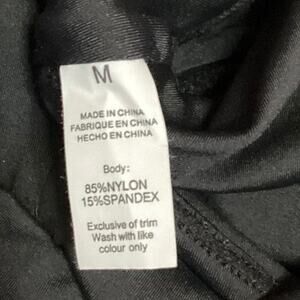 M
MADE IN CHINA
FABRIQUE EN CHINA
HECHO EN CHINA
Body:
85%NYLON
15%SPANDEX
Exclusive of trim
Wash with like
colour only